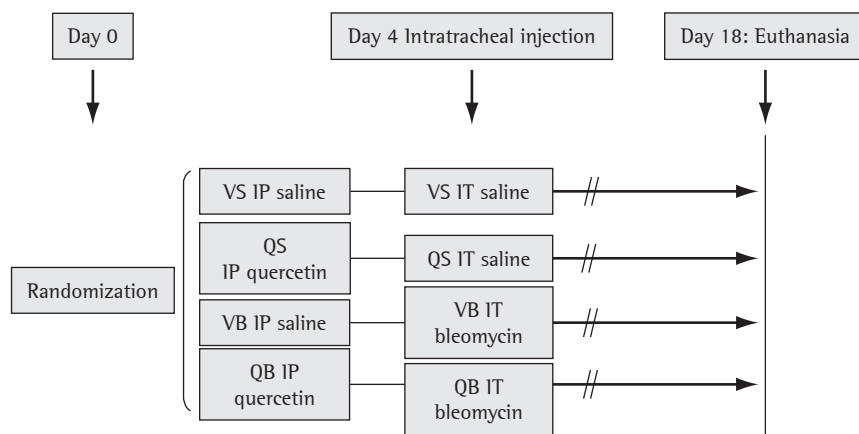 Day 0
Day 4 Intratracheal injection
Day 18: Euthanasia
Randomization
VS IP saline
VS IT saline
QS
IP quercetin
QS IT saline
VB IP saline
VB IT
bleomycin
QB IP
quercetin
QB IT
bleomycin